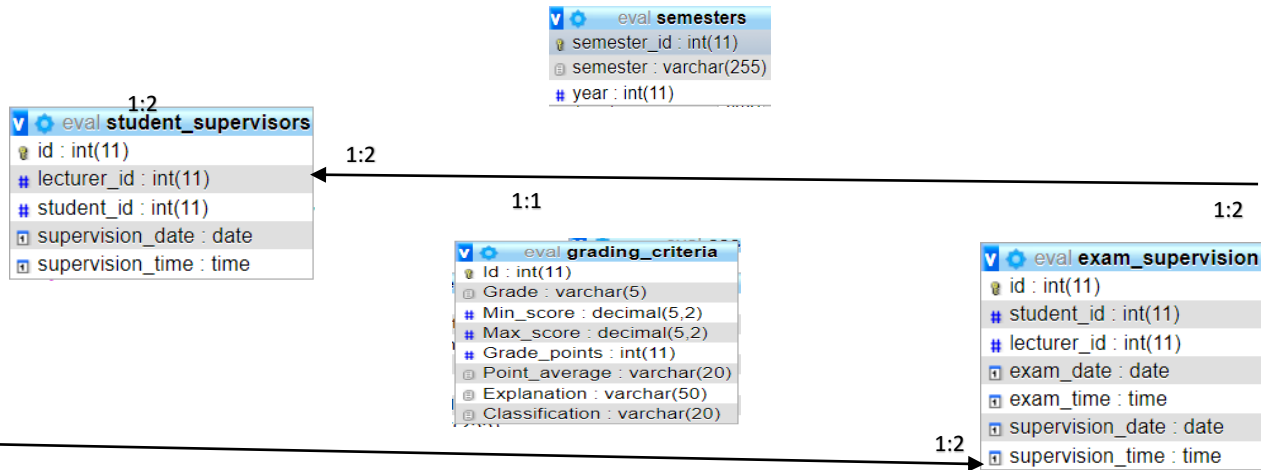 eval semesters
semester_id : int(11)
semester : varchar(255)
year : int(11)
1:2
eval student_supervisors
id : int(11)
lecturer_id : int(11)
student_id : int(11)
supervision_date : date
supervision_time : time
1:2
1:1
1:2
eval grading_criteria
Id : int(11)
Grade : varchar(5)
Min_score : decimal(5,2)
Max_score : decimal(5,2)
Grade_points : int(11)
Point_average : varchar(20)
Explanation : varchar(50)
Classification : varchar(20)
eval exam_supervision
id : int(11)
student_id : int(11)
lecturer_id : int(11)
exam_date : date
exam_time : time
supervision_date : date
supervision_time : time
1:2